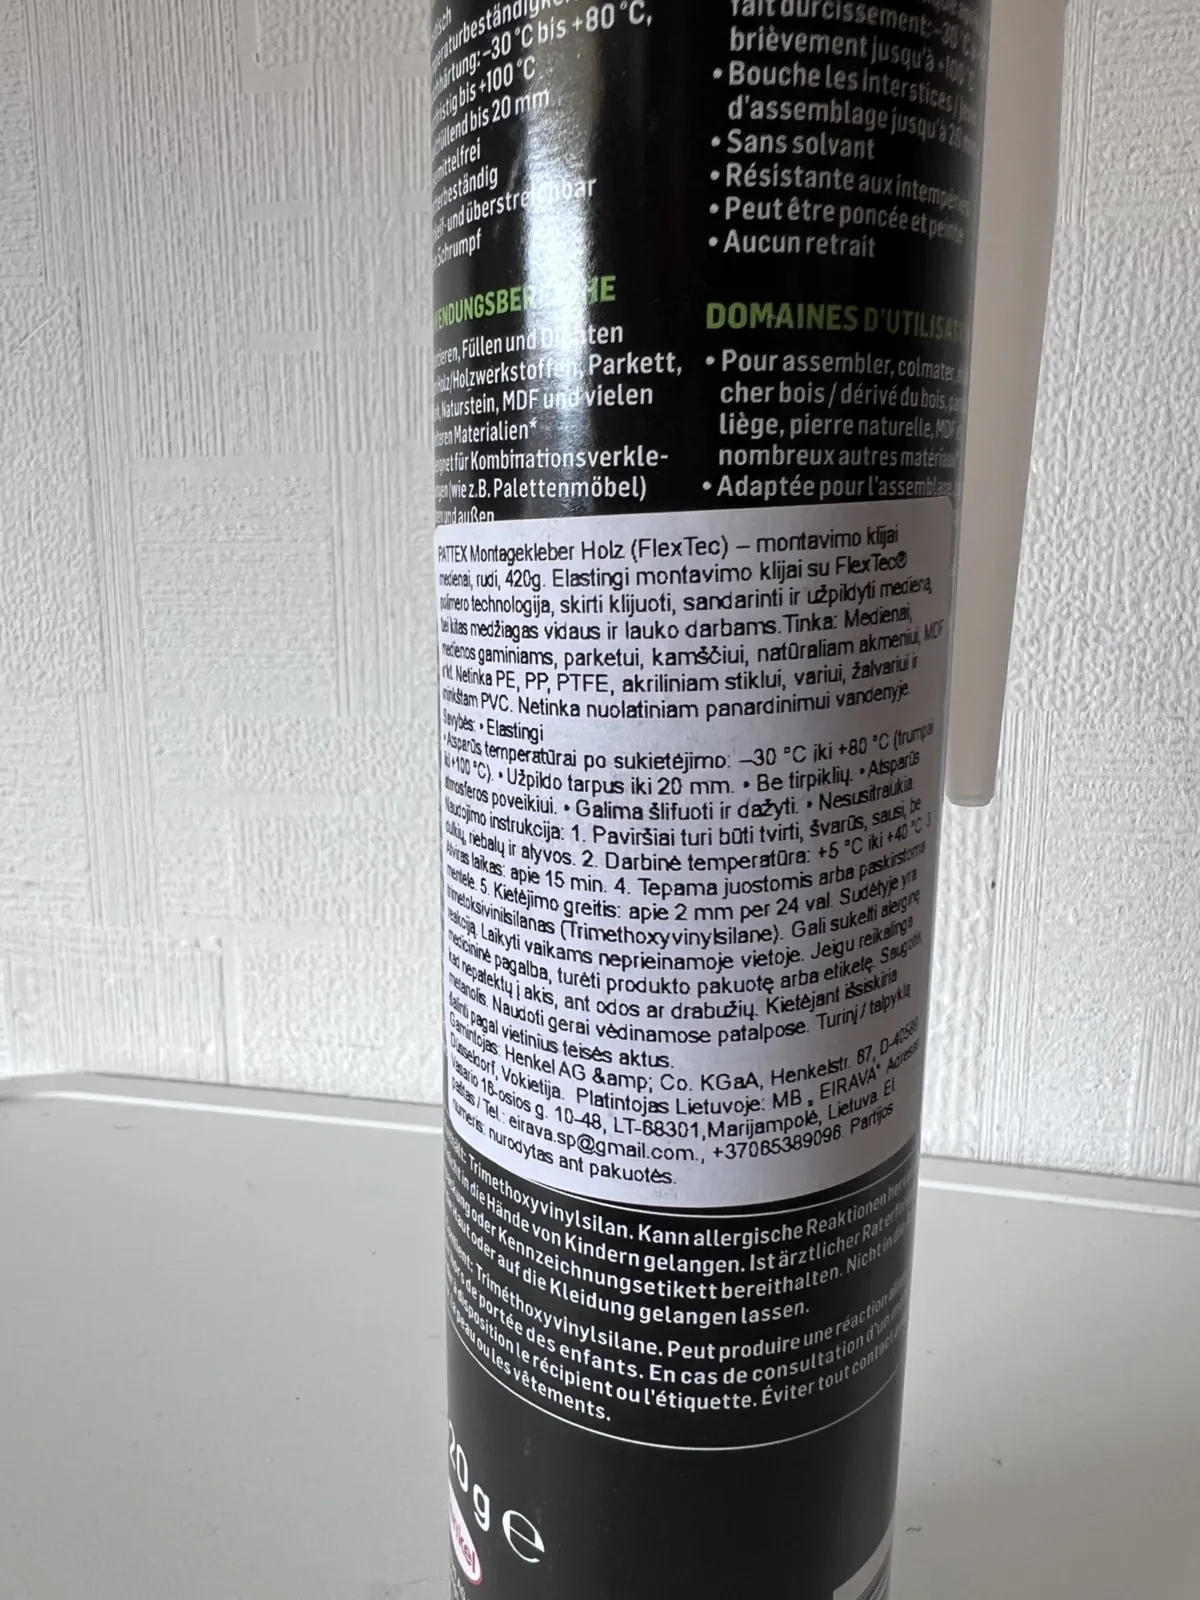 +80 °C,
-30 °C bis
bis +100 °C
bis 20 mm
fait durcissement: -30 °C
brièvement jusqu'à +100 °C
• Bouche les interstices/
d'assemblage jusqu'à 20
• Sans solvant
• Résistante aux intempéries
• Peut être poncée et peinte
• Aucun retrait
Füllen und
Parkett,
Naturstein, MDF und vielen
Materialien*
für Kombinationsverkle-
(wie z.B. Palettenmöbel)
und außen
DOMAINES D'UTILISA
• Pour assembler, colmater,
cher bois / dérivé du bois,
liège, pierre naturelle, MDF
nombreux autres matériaux
• Adaptée pour l'assemblage
PATTEX Montagekleber Holz (FlexTec) – montavimo klijai
medienai, rudi, 420g. Elastingi montavimo klijai su FlexTec®
polimero technologija, skirti klijuoti, sandarinti ir užpildyti medieną,
bei kitas medžiagas vidaus ir lauko darbams. Tinka: Medienai,
medienos gaminiams, parketui, kamščiui, natūraliam akmeniui, MDF
ir kt. Netinka PE, PP, PTFE, akriliniam stiklui, variui, žalvariui ir
minkštam PVC. Netinka nuolatiniam panardinimui vandenyje.
Savybės: • Elastingi
• Atsparūs temperatūrai po sukietėjimo: –30 °C iki +80 °C (trumpai
iki +100 °C). • Užpildo tarpus iki 20 mm. • Be tirpiklių. • Atsparūs
atmosferos poveikiui. • Galima šlifuoti ir dažyti. • Nesusitraukia.
Naudojimo instrukcija: 1. Paviršiai turi būti tvirti, švarūs, sausi, be
dulkių, riebalų ir alyvos. 2. Darbinė temperatūra: +5 °C iki +40 °C. 3.
Atviras laikas: apie 15 min. 4. Tepama juostomis arba paskirstoma
mentele. 5. Kietėjimo greitis: apie 2 mm per 24 val. Sudėtyje yra
trimetoksivinilsilanas (Trimethoxyvinylsilane). Gali sukelti alerginę
reakciją. Laikyti vaikams neprieinamoje vietoje. Jeigu reikalinga
medicininė pagalba, turėti produkto pakuotę arba etiketę. Saugotis,
kad nepatektų į akis, ant odos ar drabužių. Kietėjant išsiskiria
metanolis. Naudoti gerai vėdinamose patalpose. Turinį / talpyklą
šalinti pagal vietinius teisės aktus.
Gamintojas: Henkel AG &amp; Co. KGaA, Henkelstr. 87, D-40589
Düsseldorf, Vokietija. Platintojas Lietuvoje: MB „ EIRAVA" Adresas:
Vasario 16-osios g. 10-48, LT-68301, Marijampolė, Lietuva. El.
paštas / Tel.: eirava.sp@gmail.com., +37065389096. Partijos
numeris: nurodytas ant pakuotės.
Trimethoxyvinylsilan. Kann allergische Reaktionen
in die Hände von Kindern gelangen. Ist ärztlicher Rat
oder Kennzeichnungsetikett bereithalten. Nicht in die
Haut oder auf die Kleidung gelangen lassen.
Triméthoxyvinylsilane. Peut produire une réaction
de portée des enfants. En cas de consultation d'un
disposition le récipient ou l'étiquette. Éviter tout contact
peau ou les vêtements.
20g ℮